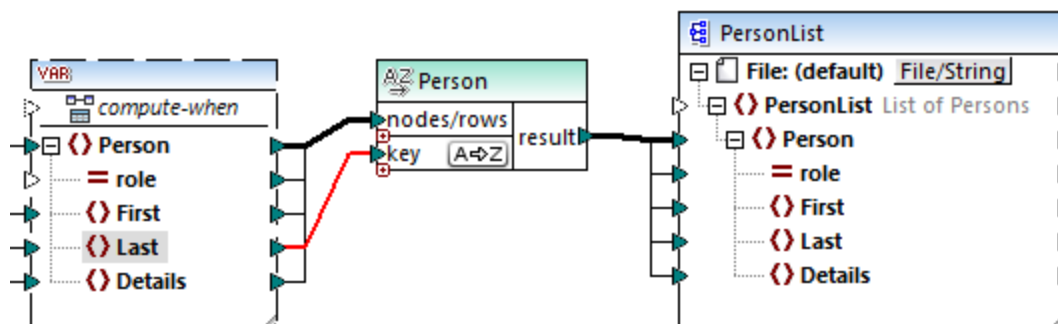 VAR
compute-when
Person
role
First
Last
Details
AZ Person
nodes/rows
key A⇨Z
result
PersonList
File: (default) File/String
PersonList List of Persons
Person
role
First
Last
Details